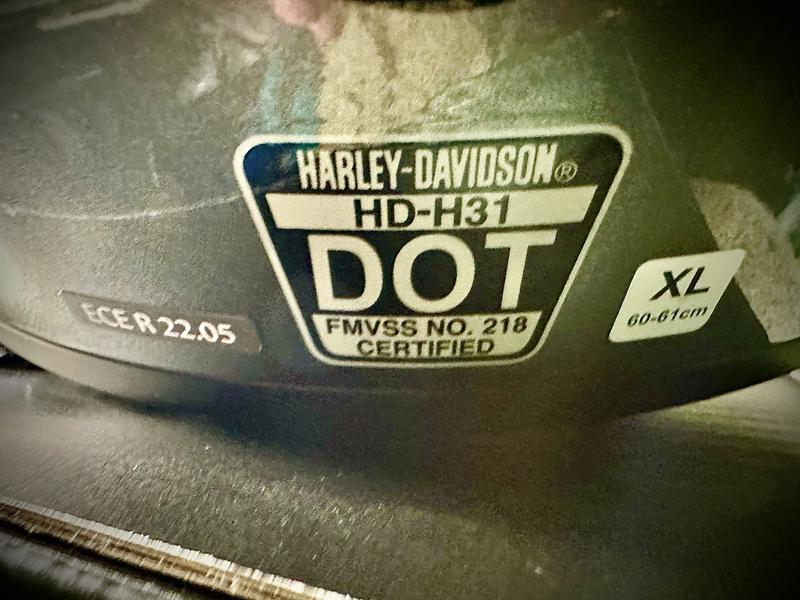 HARLEY-DAVIDSON®
HD-H31
DOT
FMVSS NO. 218
CERTIFIED
ECE R 22.05
XL
60-61cm